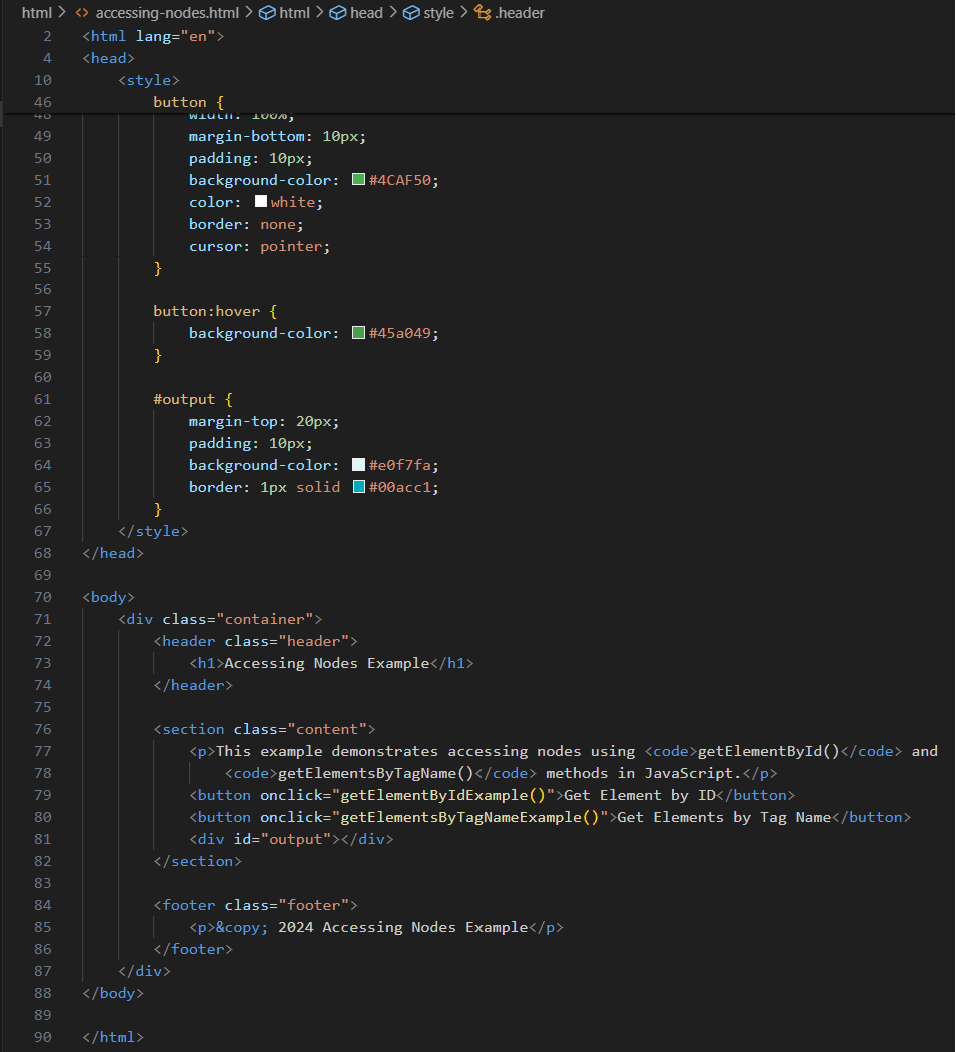 html > <> accessing-nodes.html > html > head > style > .header
2 <html lang="en">
4 <head>
10 <style>
46 button {
48 width: 100%;
49 margin-bottom: 10px;
50 padding: 10px;
51 background-color: #4CAF50;
52 color: white;
53 border: none;
54 cursor: pointer;
55 }
56
57 button:hover {
58 background-color: #45a049;
59 }
60
61 #output {
62 margin-top: 20px;
63 padding: 10px;
64 background-color: #e0f7fa;
65 border: 1px solid #00acc1;
66 }
67 </style>
68 </head>
69
70 <body>
71 <div class="container">
72 <header class="header">
73 <h1>Accessing Nodes Example</h1>
74 </header>
75
76 <section class="content">
77 <p>This example demonstrates accessing nodes using <code>getElementById()</code> and
78 <code>getElementsByTagName()</code> methods in JavaScript.</p>
79 <button onclick="getElementByIdExample()">Get Element by ID</button>
80 <button onclick="getElementsByTagNameExample()">Get Elements by Tag Name</button>
81 <div id="output"></div>
82 </section>
83
84 <footer class="footer">
85 <p>&copy; 2024 Accessing Nodes Example</p>
86 </footer>
87 </div>
88 </body>
89
90 </html>